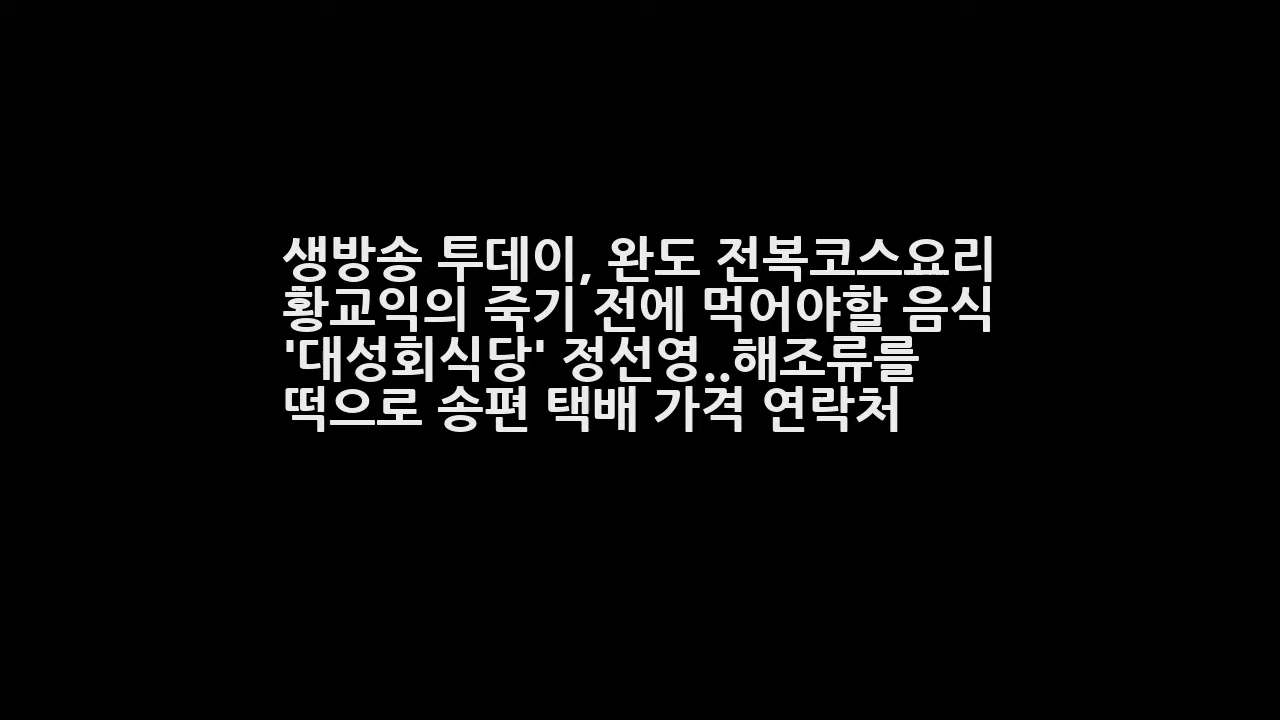 생방송 투데이, 완도 전복코스요리
황교익의 죽기 전에 먹어야할 음식
'대성회식당' 정선영..해조류를
떡으로 송편 택배 가격 연락처